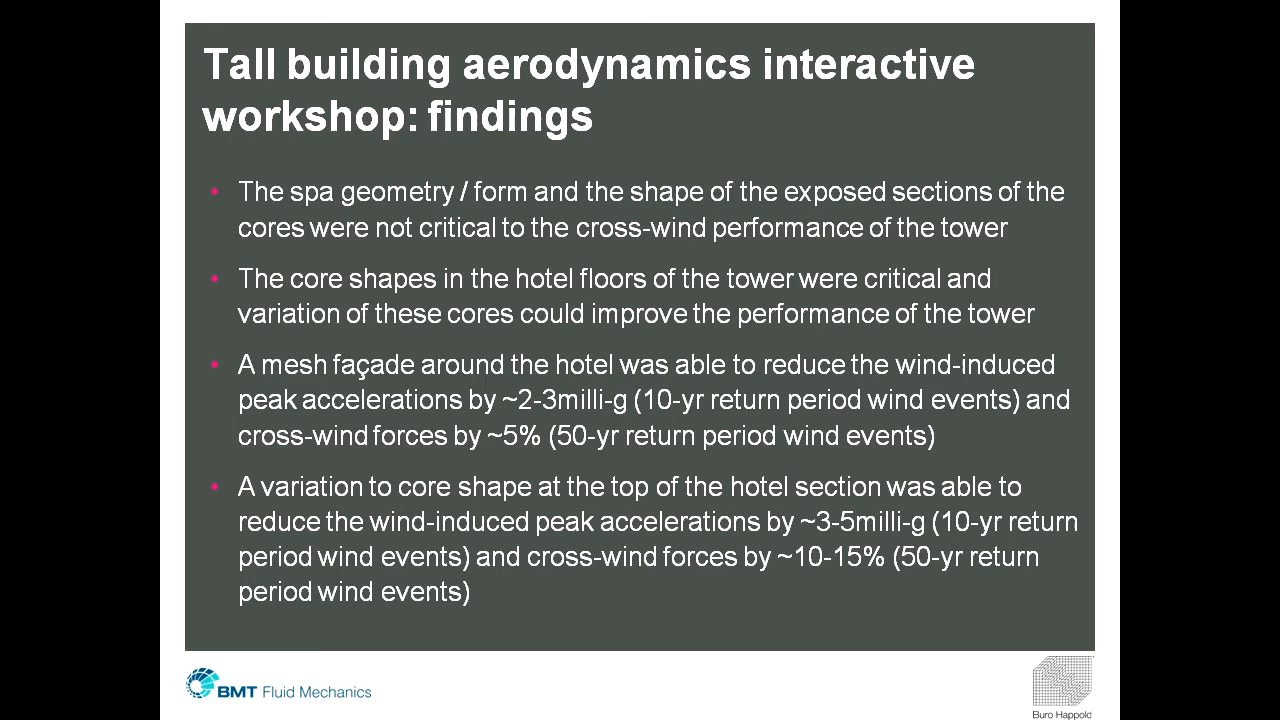 Tall building aerodynamics interactive
workshop: findings
• The spa geometry / form and the shape of the exposed sections of the
cores were not critical to the cross-wind performance of the tower
• The core shapes in the hotel floors of the tower were critical and
variation of these cores could improve the performance of the tower
• A mesh façade around the hotel was able to reduce the wind-induced
peak accelerations by ~2-3milli-g (10-yr return period wind events) and
cross-wind forces by ~5% (50-yr return period wind events)
• A variation to core shape at the top of the hotel section was able to
reduce the wind-induced peak accelerations by ~3-5milli-g (10-yr return
period wind events) and cross-wind forces by ~10-15% (50-yr return
period wind events)
BMT Fluid Mechanics
Buro Happold